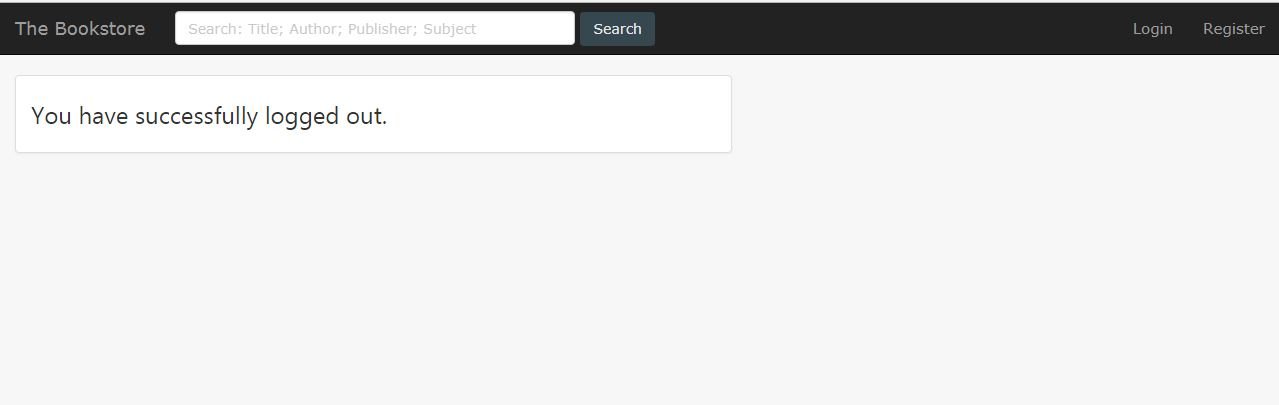 The Bookstore Search: Title; Author; Publisher; Subject Search Login Register
You have successfully logged out.